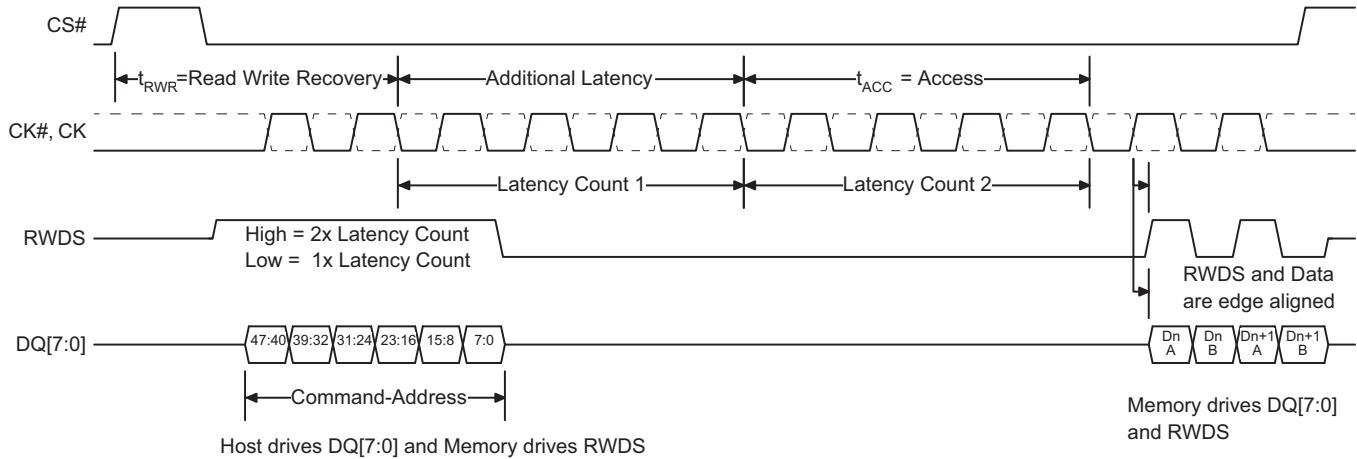 CS#
tRWR=Read Write Recovery
Additional Latency
tACC = Access
CK#, CK
Latency Count 1
Latency Count 2
RWDS
High = 2x Latency Count
Low = 1x Latency Count
RWDS and Data
are edge aligned
DQ[7:0]
47:40 39:32 31:24 23:16 15:8 7:0
Dn A
Dn B
Dn+1 A
Dn+1 B
Command-Address
Memory drives DQ[7:0]
and RWDS
Host drives DQ[7:0] and Memory drives RWDS